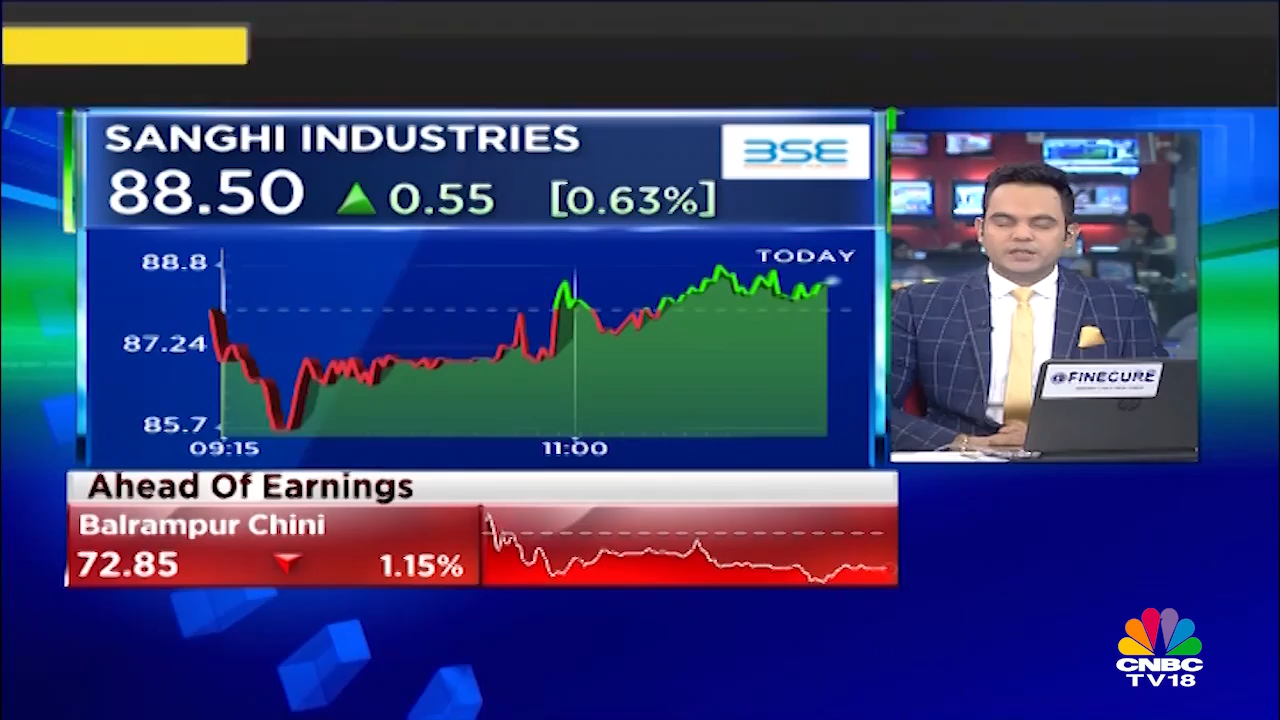 SANGHI INDUSTRIES
BSE
88.50 ▲ 0.55 [0.63%]
TODAY
88.8
87.24
85.7
09:15 11:00
FINECURE
Ahead Of Earnings
Balrampur Chini
72.85 ▼ 1.15%
CNBC
TV18